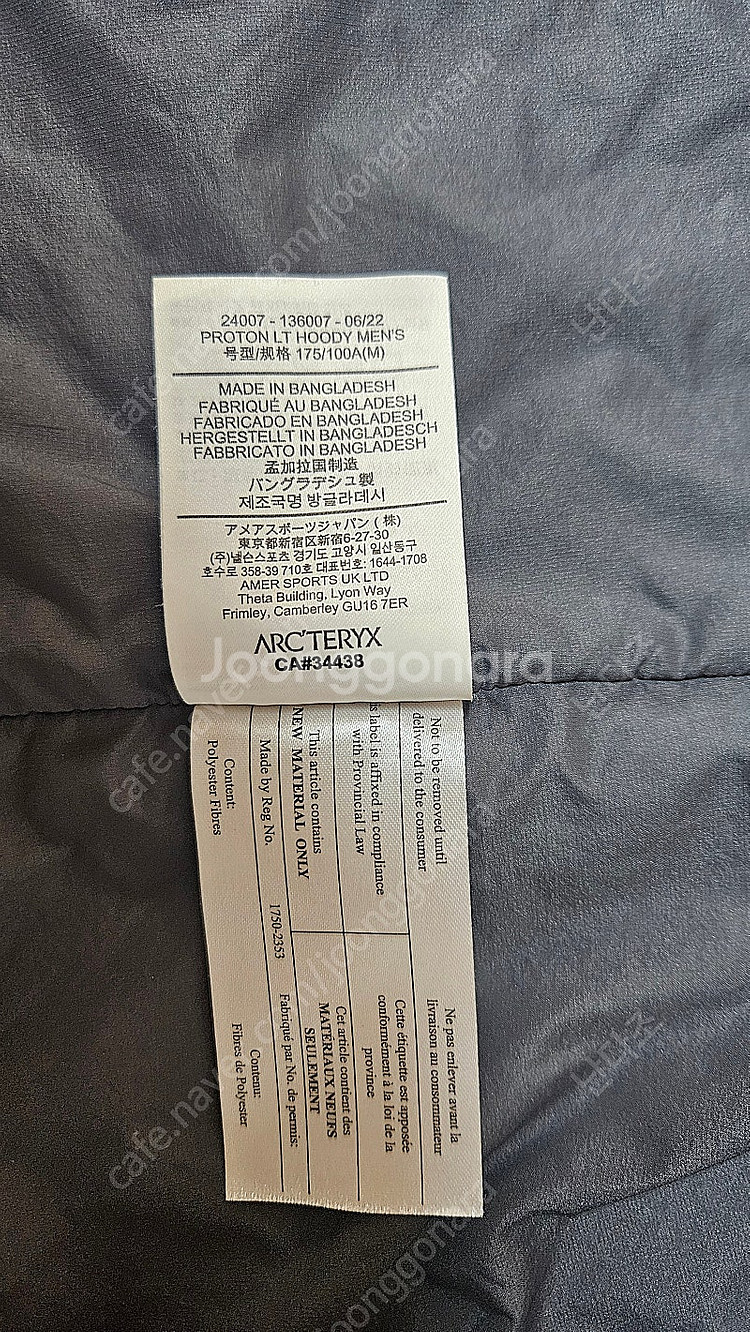 24007 - 136007 - 06/22
PROTON LT HOODY MEN'S
号型/规格 175/100A(M)
MADE IN BANGLADESH
FABRIQUÉ AU BANGLADESH
FABRICADO EN BANGLADESH
HERGESTELLT IN BANGLADESCH
FABBRICATO IN BANGLADESH
孟加拉国制造
バングラデシュ製
제조국명 방글라데시
アメアスポーツジャパン ( 株)
東京都新宿区新宿6-27-30
(주)넬슨스포츠 경기도 고양시 일산동구
호수로 358-39 710호 대표번호: 1644-1708
AMER SPORTS UK LTD
Theta Building, Lyon Way
Frimley, Camberley GU16 7ER
ARC'TERYX
CA#34438
Joonggonara
Not to be removed until
delivered to the consumer
label is affixed in compliance
with Provincial Law
This article contains
NEW MATERIAL ONLY
Made by Reg No.
1750-2353
Content:
Polyester Fibres
Ne pas enlever avant la
livraison au consommateur
Cette étiquette est apposée
conformément à la loi de la
province
Cet article contient des
MATÉRIAUX NEUFS
SEULEMENT
Fabriqué par No. de permis:
Contenu:
Fibres de Polyester